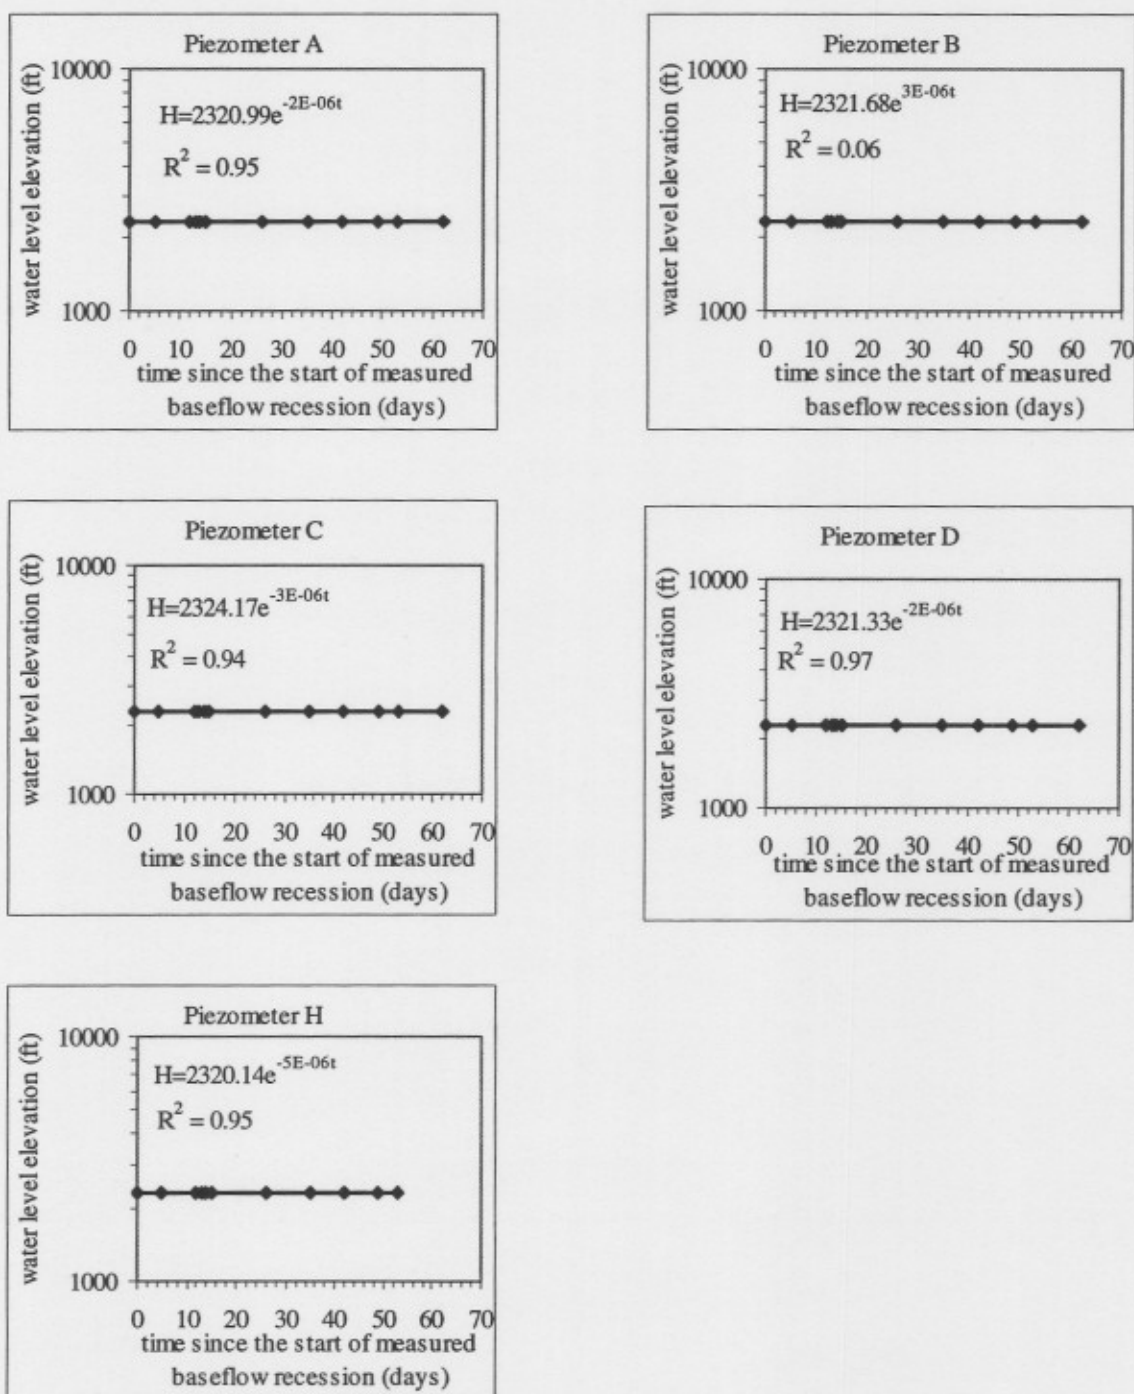 Piezometer A
water level elevation (ft)
10000
H=2320.99e^-2E-06t
R^2 = 0.95
1000
0 10 20 30 40 50 60 70
time since the start of measured
baseflow recession (days)
Piezometer B
water level elevation (ft)
10000
H=2321.68e^3E-06t
R^2 = 0.06
1000
0 10 20 30 40 50 60 70
time since the start of measured
baseflow recession (days)
Piezometer C
water level elevation (ft)
10000
H=2324.17e^-3E-06t
R^2 = 0.94
1000
0 10 20 30 40 50 60 70
time since the start of measured
baseflow recession (days)
Piezometer D
water level elevation (ft)
10000
H=2321.33e^-2E-06t
R^2 = 0.97
1000
0 10 20 30 40 50 60 70
time since the start of measured
baseflow recession (days)
Piezometer H
water level elevation (ft)
10000
H=2320.14e^-5E-06t
R^2 = 0.95
1000
0 10 20 30 40 50 60 70
time since the start of measured
baseflow recession (days)